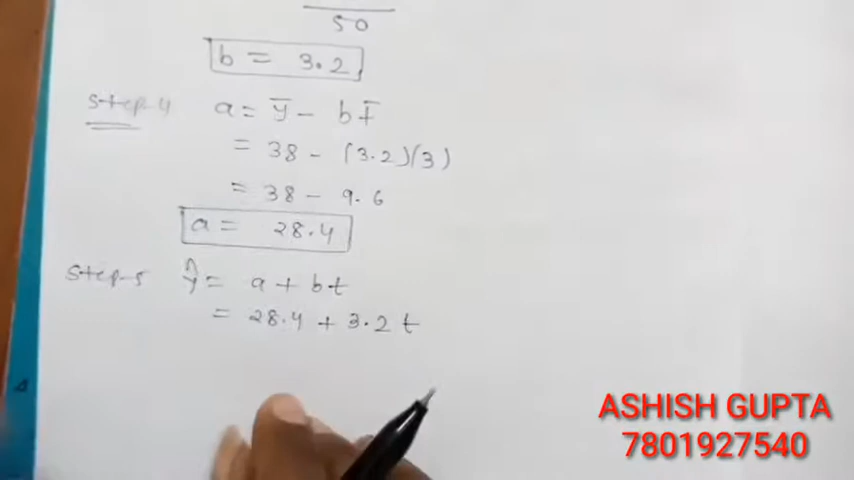 50
b = 3.2
Step-4 a = y̅ - b t̅
= 38 - (3.2)(3)
= 38 - 9.6
a = 28.4
Step-5 ŷ = a + bt
= 28.4 + 3.2 t
ASHISH GUPTA
7801927540